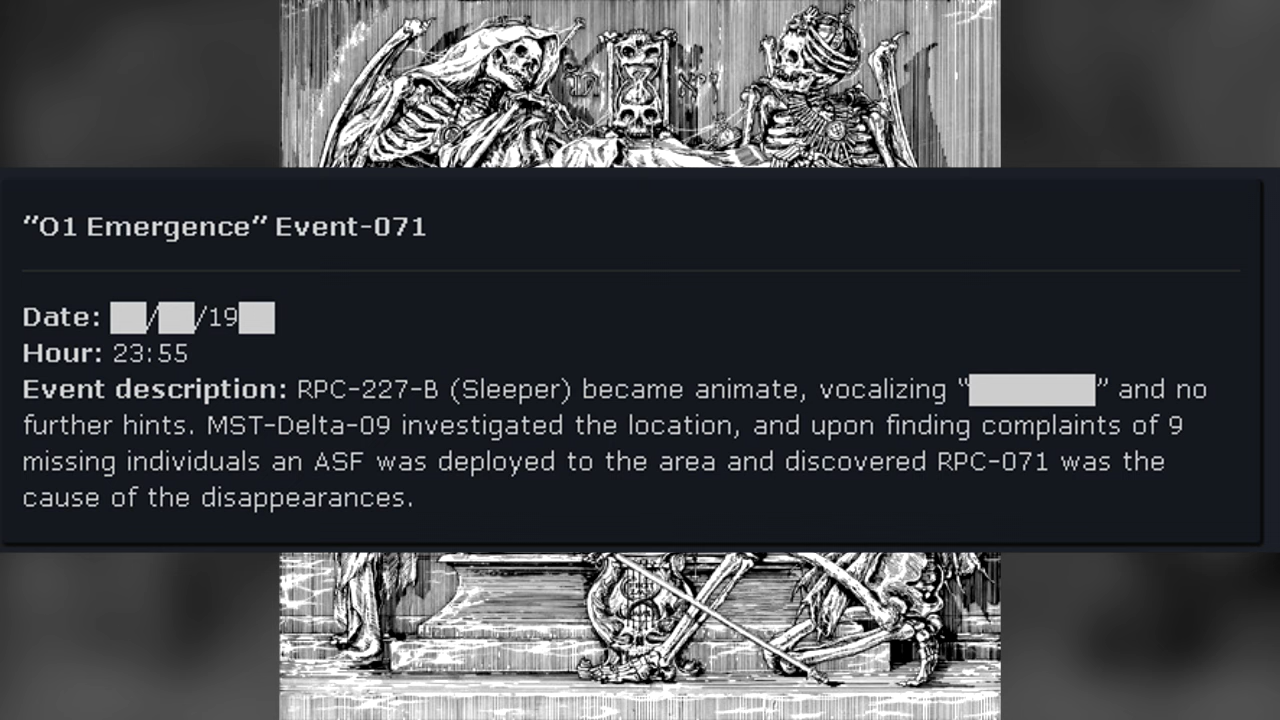 “O1 Emergence” Event-071
Date: ██/██/19██
Hour: 23:55
Event description: RPC-227-B (Sleeper) became animate, vocalizing “███████” and no
further hints. MST-Delta-09 investigated the location, and upon finding complaints of 9
missing individuals an ASF was deployed to the area and discovered RPC-071 was the
cause of the disappearances.